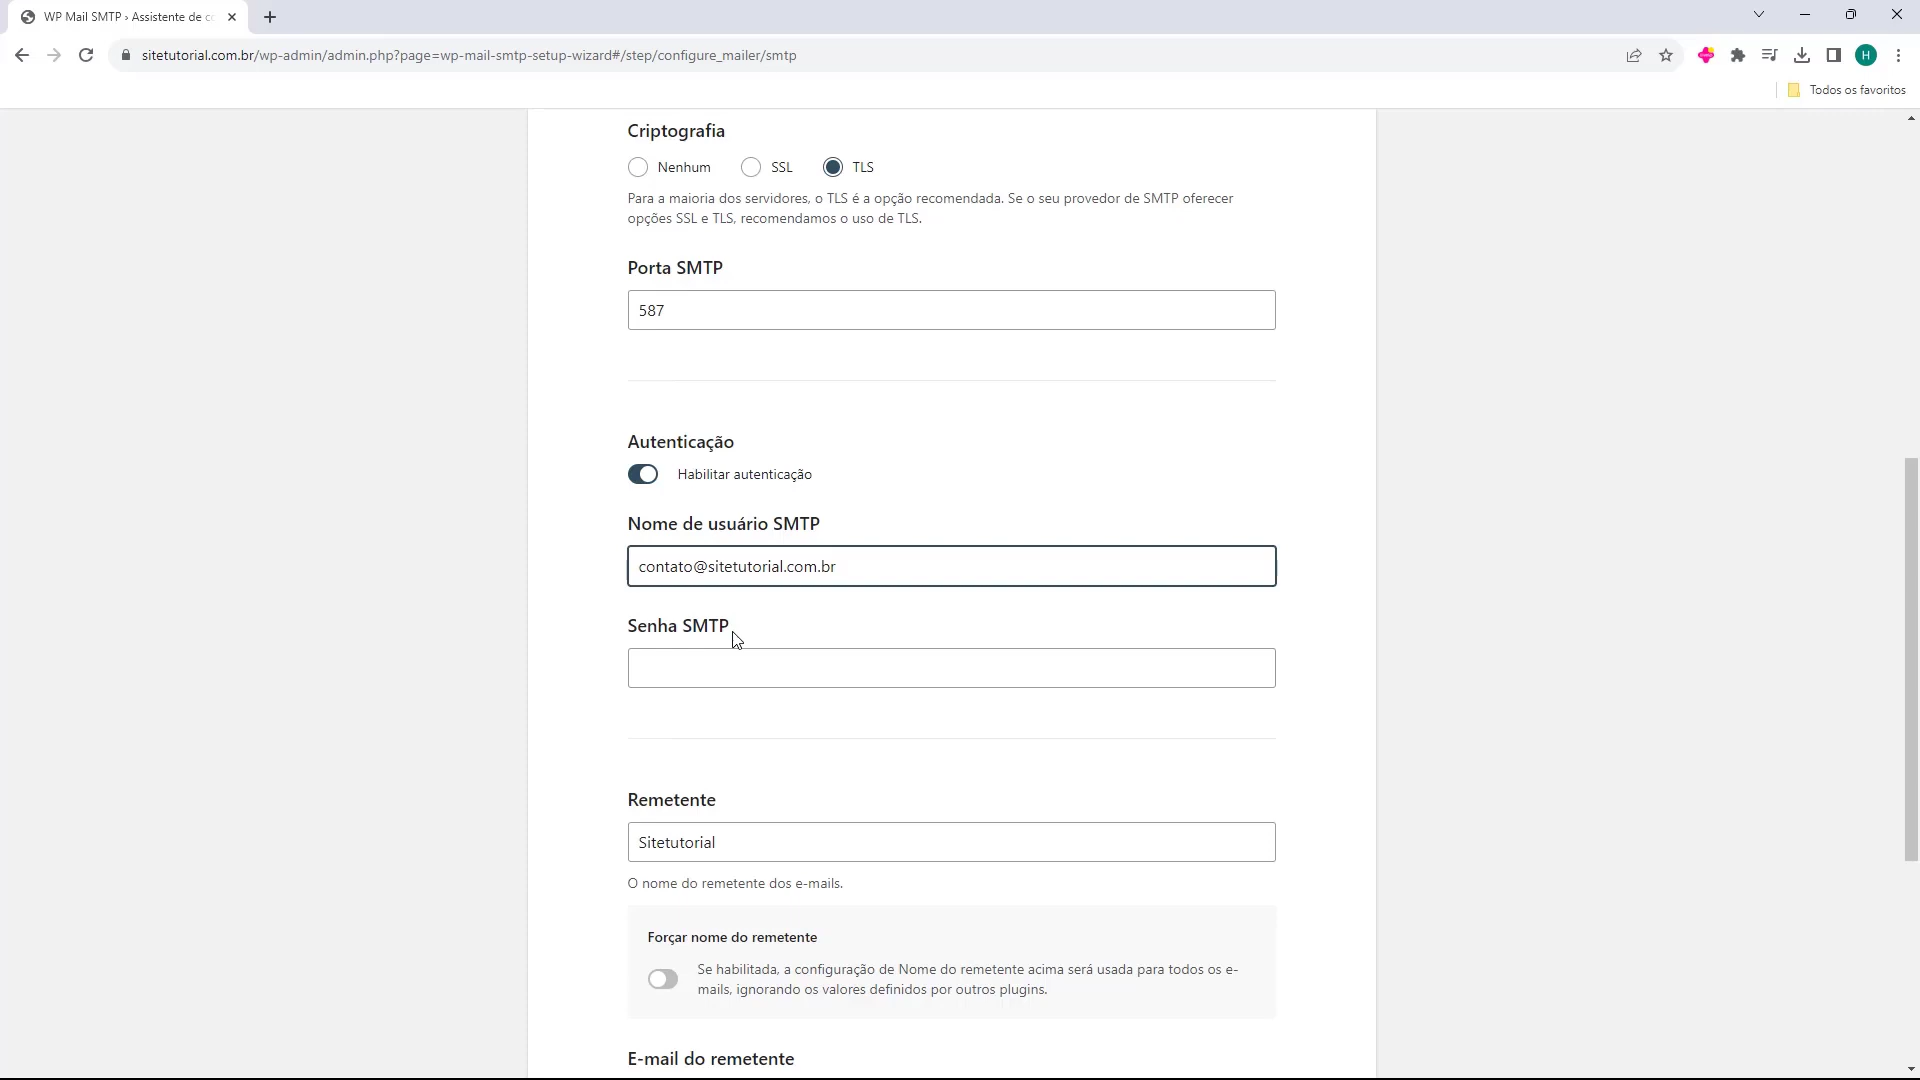 WP Mail SMTP › Assistente de c
sitetutorial.com.br/wp-admin/admin.php?page=wp-mail-smtp-setup-wizard#/step/configure_mailer/smtp
H
Todos os favoritos
Criptografia
Nenhum SSL TLS
Para a maioria dos servidores, o TLS é a opção recomendada. Se o seu provedor de SMTP oferecer
opções SSL e TLS, recomendamos o uso de TLS.
Porta SMTP
587
Autenticação
Habilitar autenticação
Nome de usuário SMTP
contato@sitetutorial.com.br
Senha SMTP
Remetente
Sitetutorial
O nome do remetente dos e-mails.
Forçar nome do remetente
Se habilitada, a configuração de Nome do remetente acima será usada para todos os e-
mails, ignorando os valores definidos por outros plugins.
E-mail do remetente